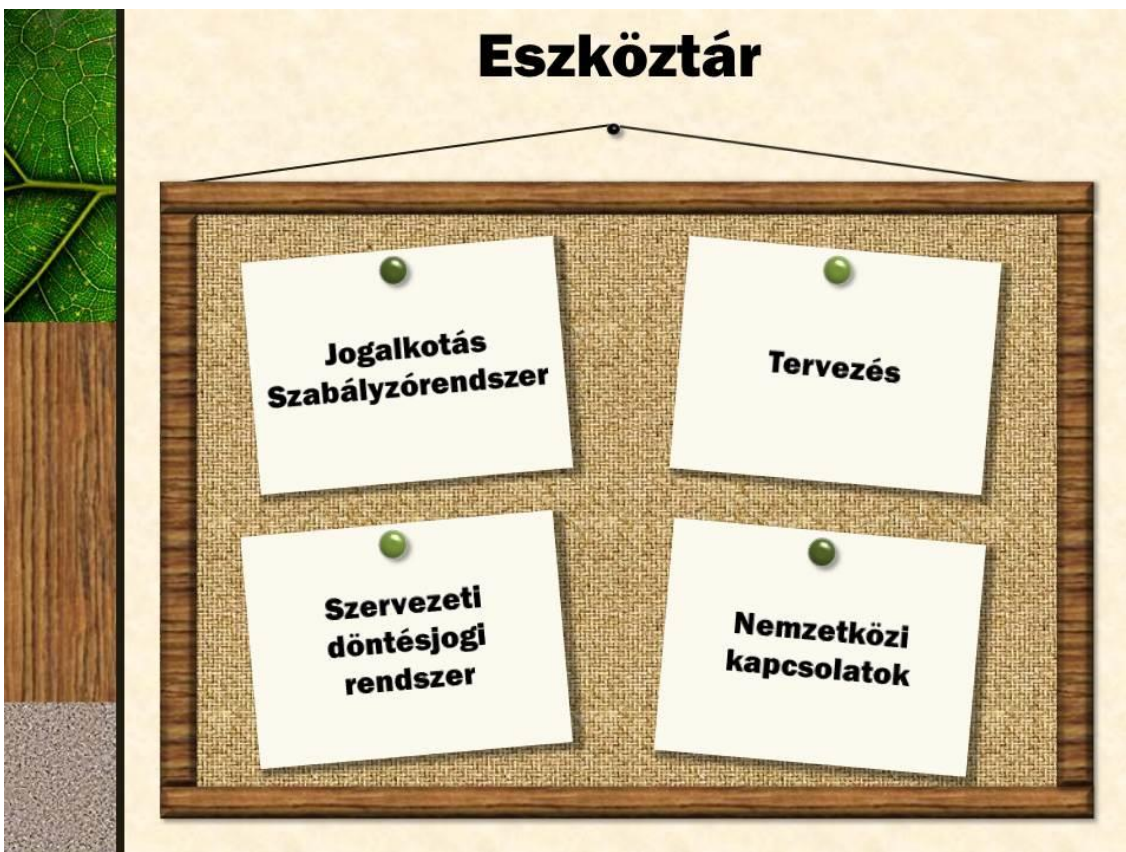 Eszköztár
Jogalkotás
Szabályzórendszer
Tervezés
Szervezeti
döntésjogi
rendszer
Nemzetközi
kapcsolatok